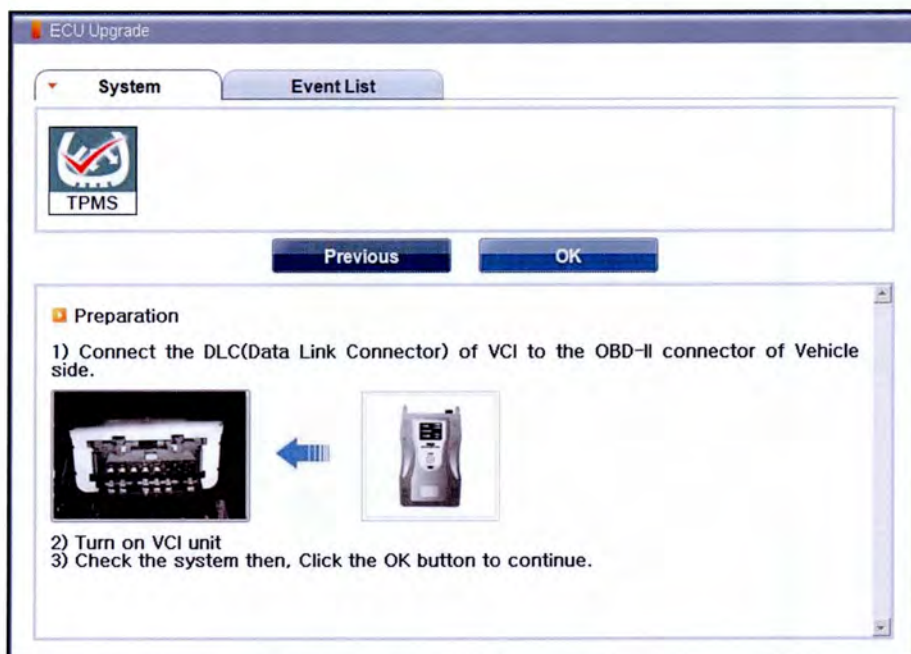 ECU Upgrade
System
Event List
TPMS
Previous
OK
Preparation
1) Connect the DLC(Data Link Connector) of VCI to the OBD-II connector of Vehicle
side.
2) Turn on VCI unit
3) Check the system then, Click the OK button to continue.